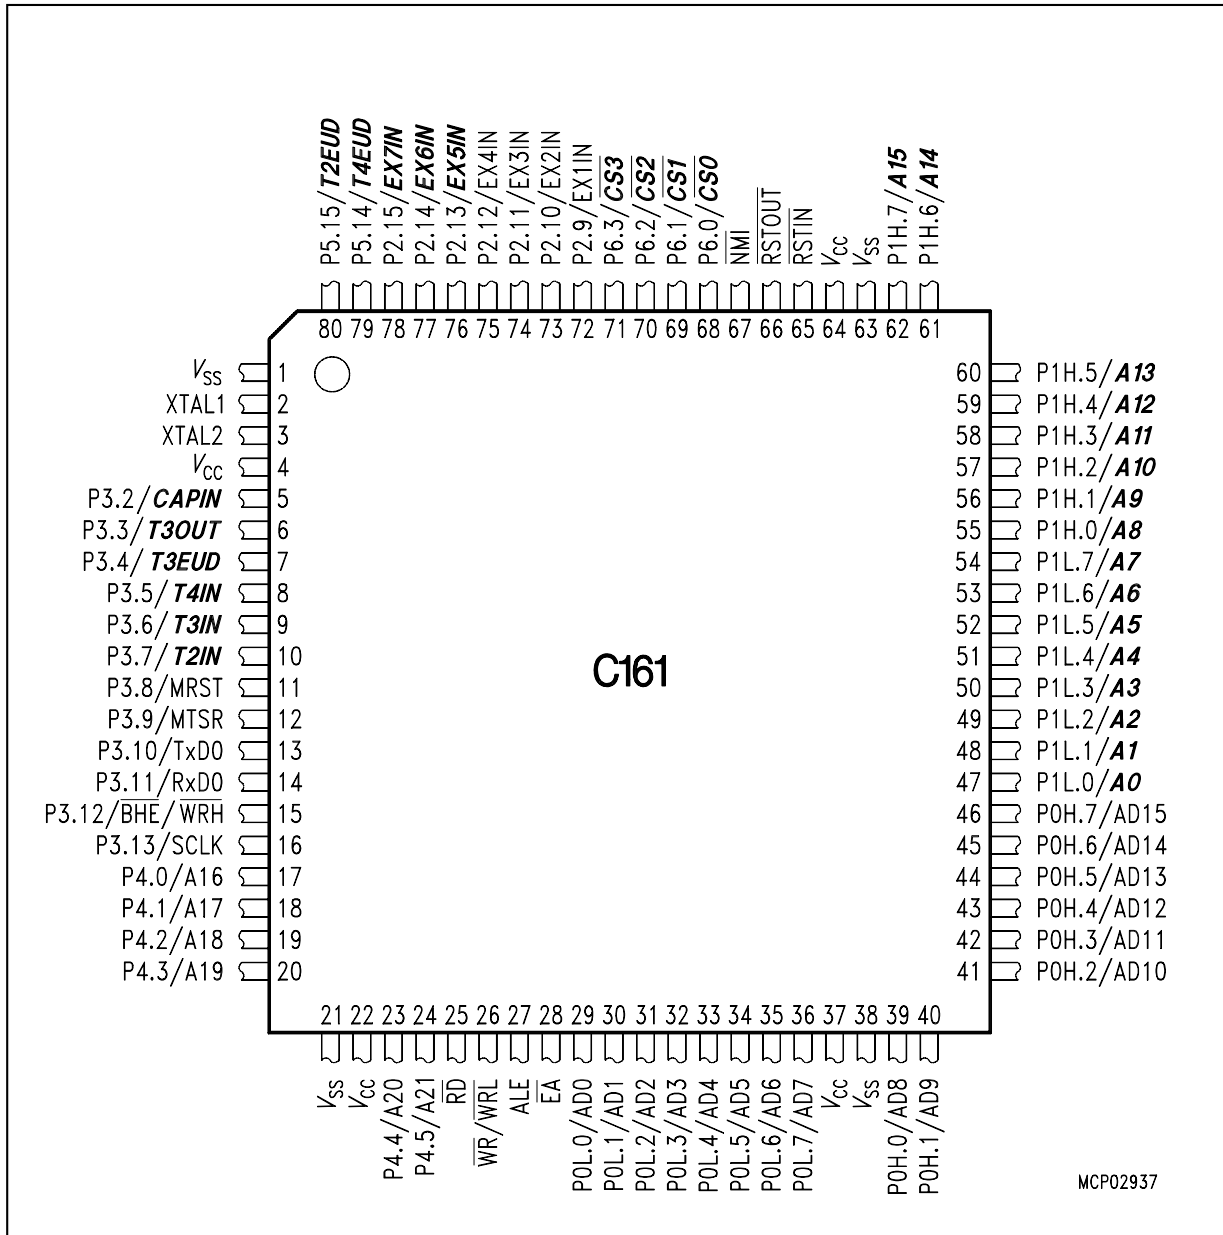 P5.15/T2EUD
P5.14/T4EUD
P2.15/EX7IN
P2.14/EX6IN
P2.13/EX5IN
P2.12/EX4IN
P2.11/EX3IN
P2.10/EX2IN
P2.9/EX1IN
P6.3/C̅S̅3̅
P6.2/C̅S̅2̅
P6.1/C̅S̅1̅
P6.0/C̅S̅0̅
N̅M̅I̅
R̅S̅T̅O̅U̅T̅
R̅S̅T̅I̅N̅
VCC
VSS
P1H.7/A15
P1H.6/A14
80 79 78 77 76 75 74 73 72 71 70 69 68 67 66 65 64 63 62 61
VSS 1
XTAL1 2
XTAL2 3
VCC 4
P3.2/CAPIN 5
P3.3/T3OUT 6
P3.4/T3EUD 7
P3.5/T4IN 8
P3.6/T3IN 9
P3.7/T2IN 10
P3.8/MRST 11
P3.9/MTSR 12
P3.10/TxD0 13
P3.11/RxD0 14
P3.12/B̅H̅E̅/W̅R̅H̅ 15
P3.13/SCLK 16
P4.0/A16 17
P4.1/A17 18
P4.2/A18 19
P4.3/A19 20
C161
60 P1H.5/A13
59 P1H.4/A12
58 P1H.3/A11
57 P1H.2/A10
56 P1H.1/A9
55 P1H.0/A8
54 P1L.7/A7
53 P1L.6/A6
52 P1L.5/A5
51 P1L.4/A4
50 P1L.3/A3
49 P1L.2/A2
48 P1L.1/A1
47 P1L.0/A0
46 P0H.7/AD15
45 P0H.6/AD14
44 P0H.5/AD13
43 P0H.4/AD12
42 P0H.3/AD11
41 P0H.2/AD10
21 22 23 24 25 26 27 28 29 30 31 32 33 34 35 36 37 38 39 40
VSS
VCC
P4.4/A20
P4.5/A21
R̅D̅
W̅R̅/W̅R̅L̅
ALE
E̅A̅
P0L.0/AD0
P0L.1/AD1
P0L.2/AD2
P0L.3/AD3
P0L.4/AD4
P0L.5/AD5
P0L.6/AD6
P0L.7/AD7
VCC
VSS
P0H.0/AD8
P0H.1/AD9
MCP02937